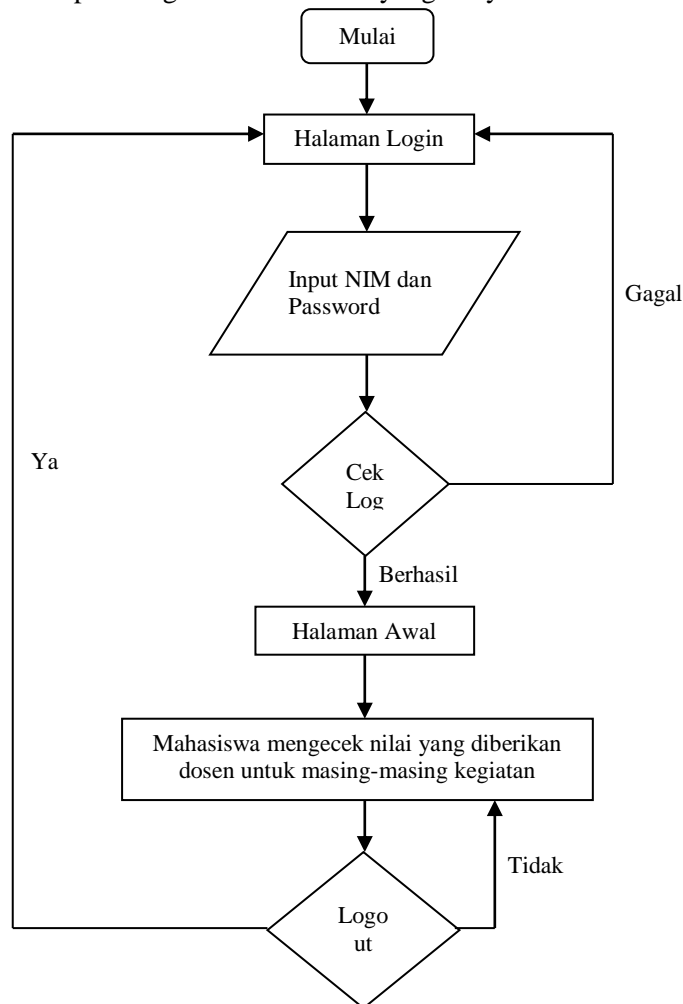 Mulai
Halaman Login
Input NIM dan
Password
Gagal
Ya
Cek
Log
Berhasil
Halaman Awal
Mahasiswa mengecek nilai yang diberikan
dosen untuk masing-masing kegiatan
Tidak
Logo
ut